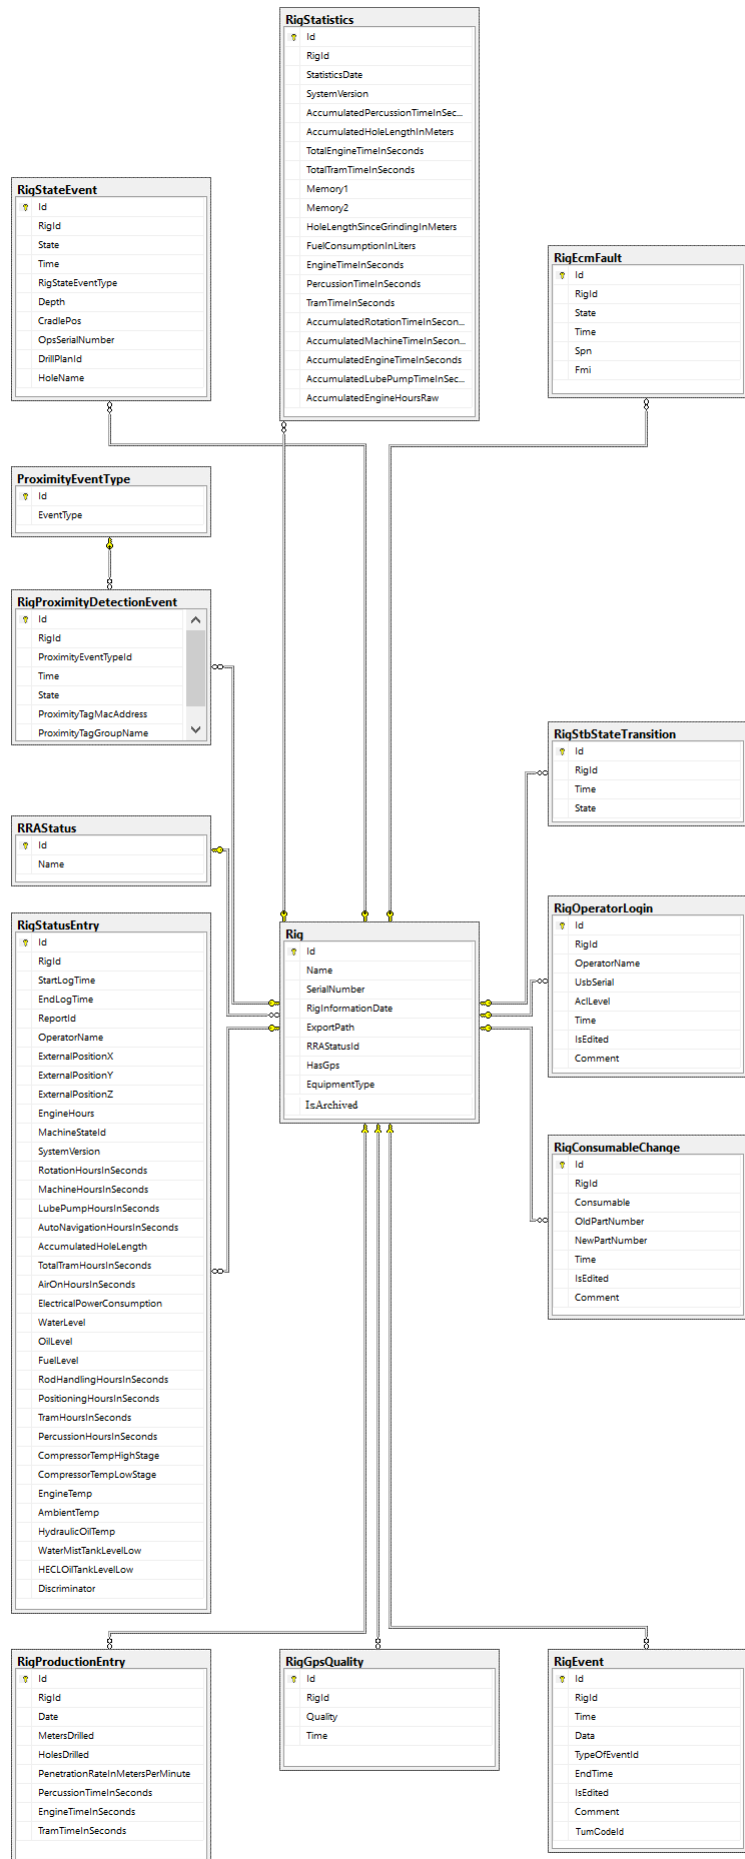 RigStatistics
Id
RigId
StatisticsDate
SystemVersion
AccumulatedPercussionTimeInSec...
AccumulatedHoleLengthInMeters
TotalEngineTimeInSeconds
TotalTramTimeInSeconds
Memory1
Memory2
HoleLengthSinceGrindingInMeters
FuelConsumptionInLiters
EngineTimeInSeconds
PercussionTimeInSeconds
TramTimeInSeconds
AccumulatedRotationTimeInSecon...
AccumulatedMachineTimeInSecon...
AccumulatedEngineTimeInSeconds
AccumulatedLubePumpTimeInSec...
AccumulatedEngineHoursRaw
RigStateEvent
Id
RigId
State
Time
RigStateEventType
Depth
CradlePos
OpsSerialNumber
DrillPlanId
HoleName
RigEcmFault
Id
RigId
State
Time
Spn
Fmi
ProximityEventType
Id
EventType
RigProximityDetectionEvent
Id
RigId
ProximityEventTypeId
Time
State
ProximityTagMacAddress
ProximityTagGroupName
RigStbStateTransition
Id
RigId
Time
State
RRAStatus
Id
Name
RigOperatorLogin
Id
RigId
OperatorName
UsbSerial
AclLevel
Time
IsEdited
Comment
RigStatusEntry
Id
RigId
StartLogTime
EndLogTime
ReportId
OperatorName
ExternalPositionX
ExternalPositionY
ExternalPositionZ
EngineHours
MachineStateId
SystemVersion
RotationHoursInSeconds
MachineHoursInSeconds
LubePumpHoursInSeconds
AutoNavigationHoursInSeconds
AccumulatedHoleLength
TotalTramHoursInSeconds
AirOnHoursInSeconds
ElectricalPowerConsumption
WaterLevel
OilLevel
FuelLevel
RodHandlingHoursInSeconds
PositioningHoursInSeconds
TramHoursInSeconds
PercussionHoursInSeconds
CompressorTempHighStage
CompressorTempLowStage
EngineTemp
AmbientTemp
HydraulicOilTemp
WaterMistTankLevelLow
HECLOilTankLevelLow
Discriminator
Rig
Id
Name
SerialNumber
RigInformationDate
ExportPath
RRAStatusId
HasGps
EquipmentType
IsArchived
RigConsumableChange
Id
RigId
Consumable
OldPartNumber
NewPartNumber
Time
IsEdited
Comment
RigProductionEntry
Id
RigId
Date
MetersDrilled
HolesDrilled
PenetrationRateInMetersPerMinute
PercussionTimeInSeconds
EngineTimeInSeconds
TramTimeInSeconds
RigGpsQuality
Id
RigId
Quality
Time
RigEvent
Id
RigId
Time
Data
TypeOfEventId
EndTime
IsEdited
Comment
TumCodeId